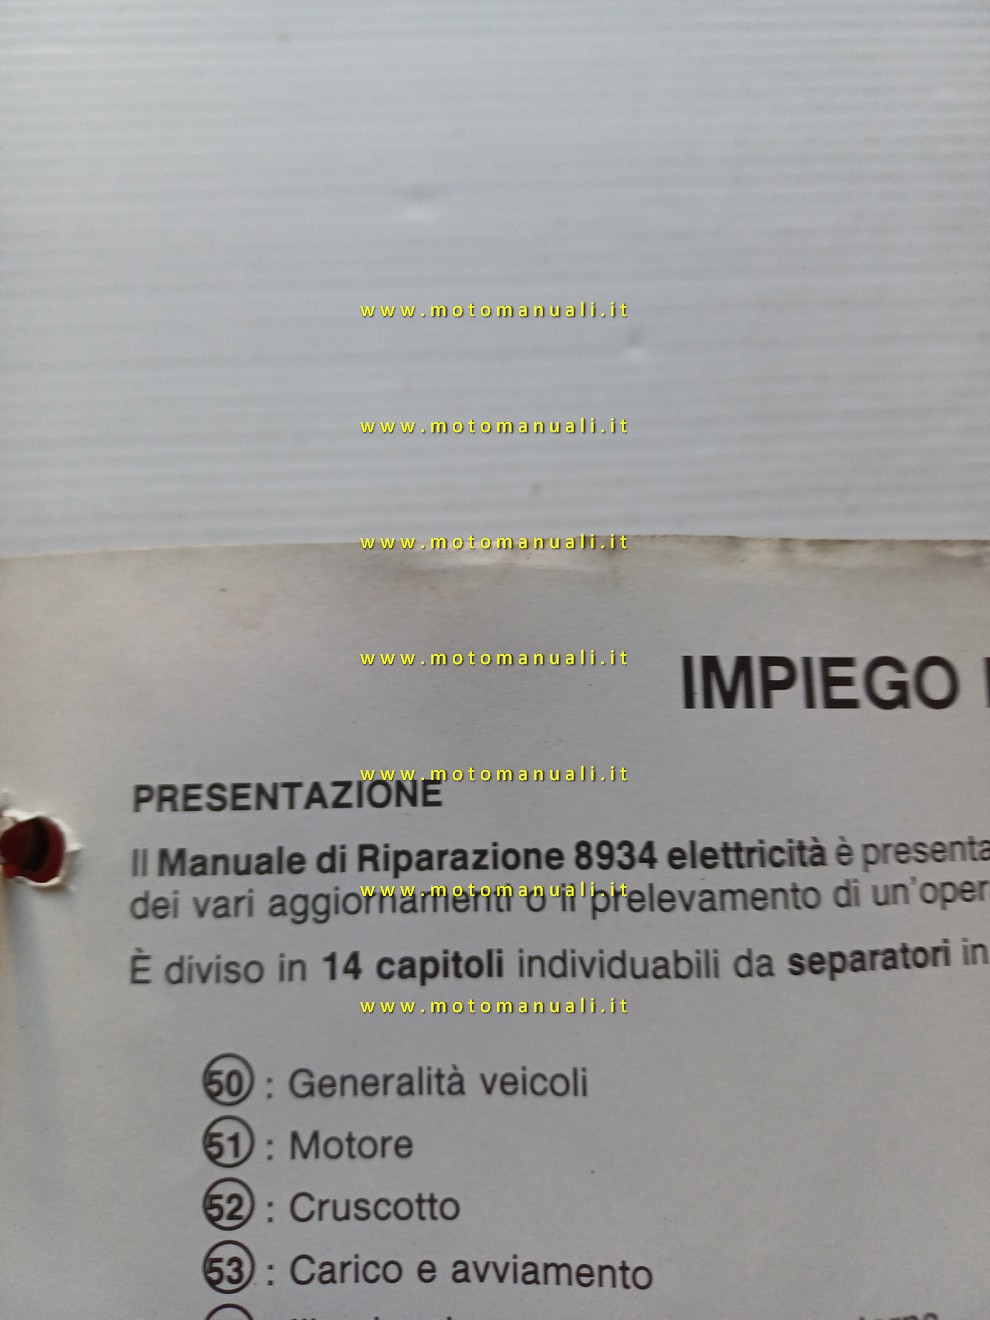 www.motomanuali.it
www.motomanuali.it
www.motomanuali.it
www.motomanuali.it
IMPIEGO
www.motomanuali.it
PRESENTAZIONE
Il Manuale di Riparazione 8934 elettricità è presenta
www.motomanuali.it
dei vari aggiornamenti o il prelevamento di un'oper
È diviso in 14 capitoli individuabili da separatori in
www.motomanuali.it
50 : Generalità veicoli
51 : Motore
52 : Cruscotto
53 : Carico e avviamento